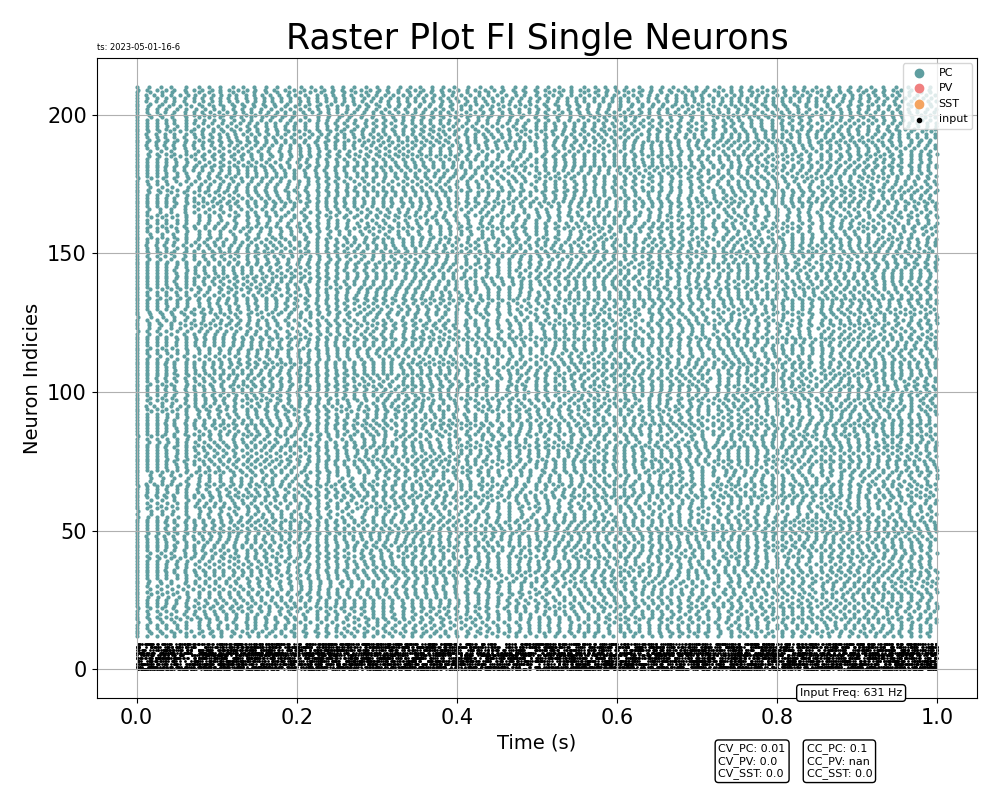 Raster Plot FI Single Neurons
ts: 2023-05-01-16-6
PC
PV
SST
input
200
150
100
50
0
Neuron Indicies
0.0 0.2 0.4 0.6 0.8 1.0
Input Freq: 631 Hz
Time (s)
CV_PC: 0.01
CV_PV: 0.0
CV_SST: 0.0
CC_PC: 0.1
CC_PV: nan
CC_SST: 0.0